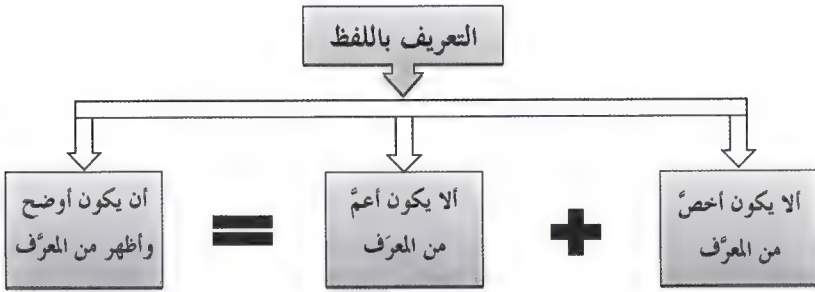 التعريف باللفظ
ألا يكون أخصَّ
من المعرَّف
+
ألا يكون أعمَّ
من المعرَف
=
أن يكون أوضح
وأظهر من المعرَّف